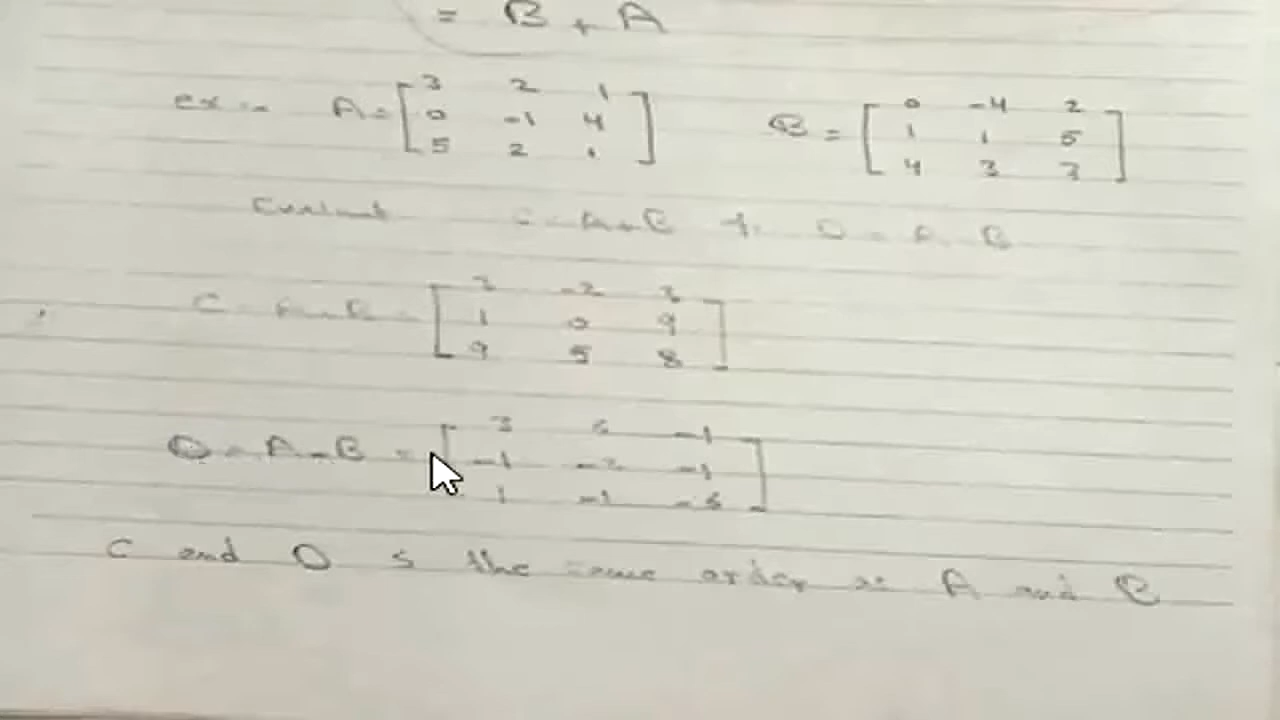 = B + A
ex:- A = [ 3 2 1 B = [ 0 -4 2
0 -1 4 ] 1 1 5 ]
5 2 1 4 3 7
Evaluat C = A+B D = A-B
C = A+B = [ 3 -2 3
1 0 9 ]
9 5 8
D = A-B = [ 3 6 -1
-1 -2 -1 ]
1 -1 -6
C and D is the same order as A and B